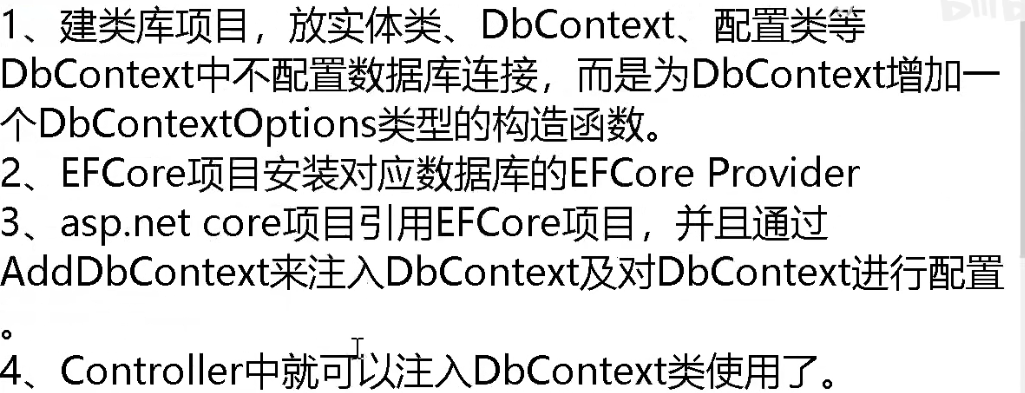 1、建类库项目，放实体类、DbContext、配置类等
DbContext中不配置数据库连接，而是为DbContext增加一
个DbContextOptions类型的构造函数。
2、EFCore项目安装对应数据库的EFCore Provider
3、asp.net core项目引用EFCore项目，并且通过
AddDbContext来注入DbContext及对DbContext进行配置
。
4、Controller中就可以注入DbContext类使用了。